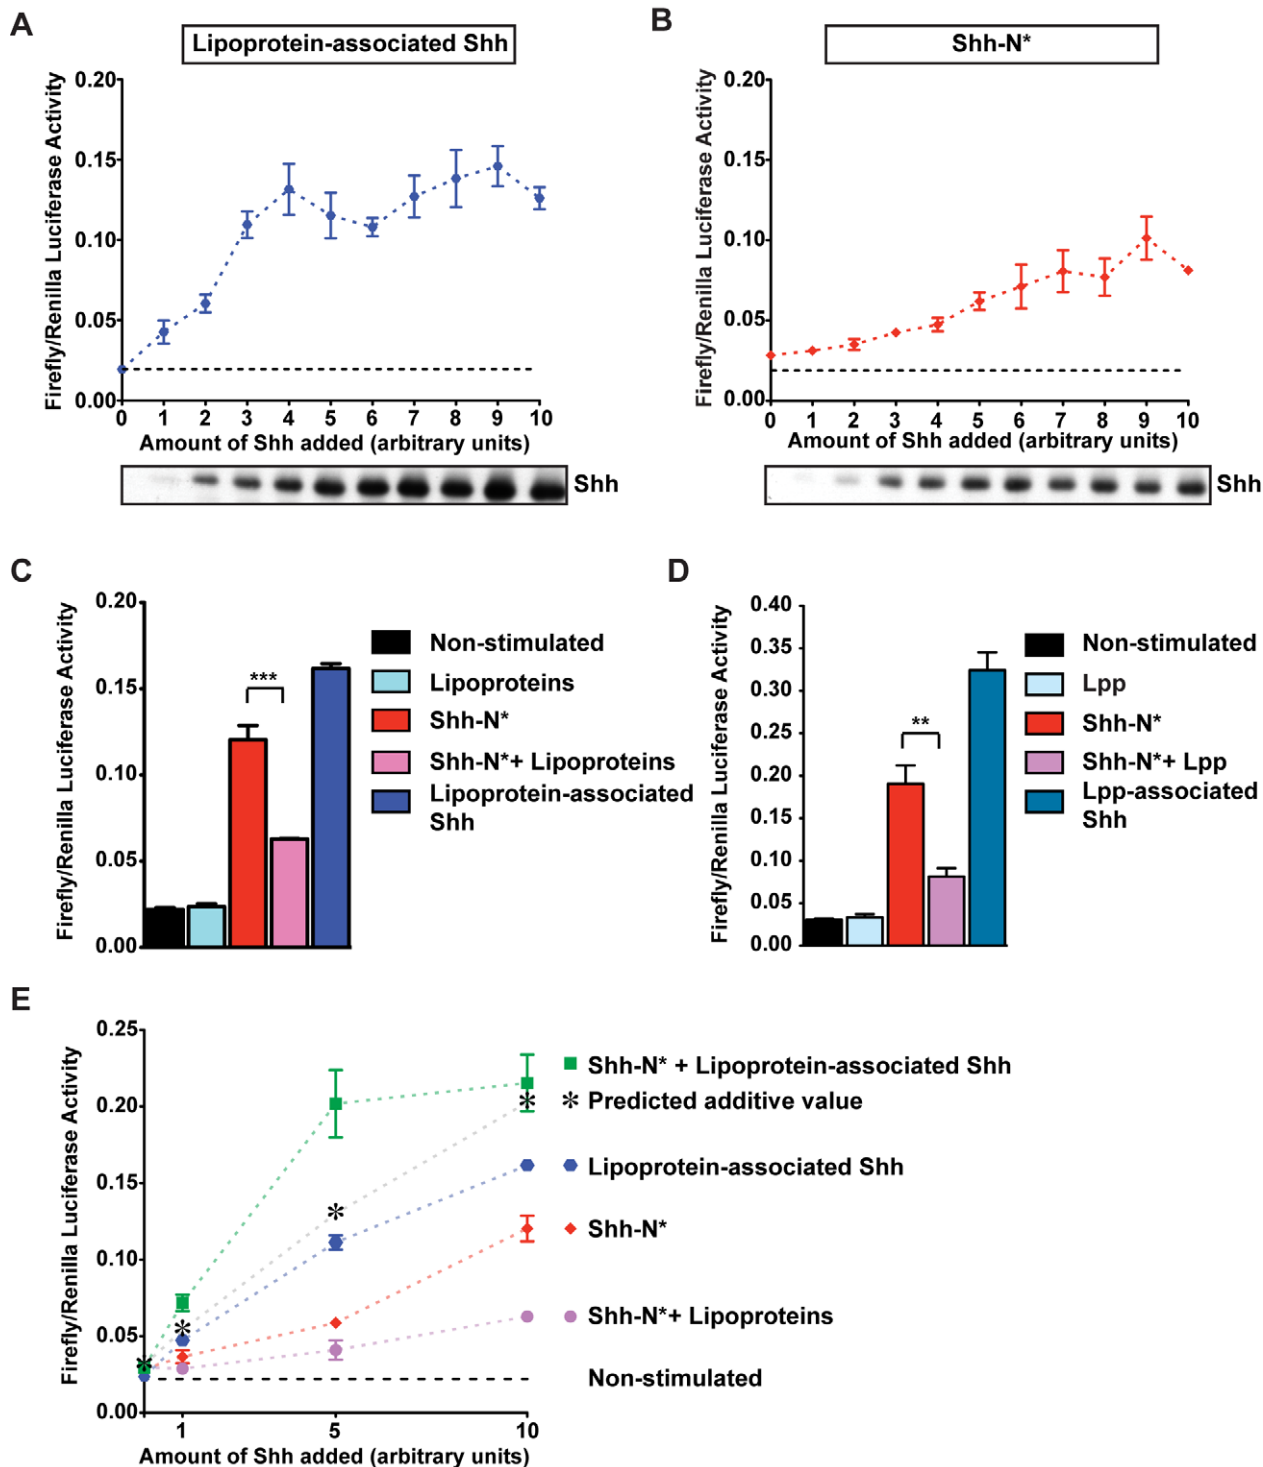 A
Lipoprotein-associated Shh
Firefly/Renilla Luciferase Activity
0.20
0.15
0.10
0.05
0.00
0 1 2 3 4 5 6 7 8 9 10
Amount of Shh added (arbitrary units)
Shh
B
Shh-N*
Firefly/Renilla Luciferase Activity
0.20
0.15
0.10
0.05
0.00
0 1 2 3 4 5 6 7 8 9 10
Amount of Shh added (arbitrary units)
Shh
C
Firefly/Renilla Luciferase Activity
0.20
0.15
0.10
0.05
0.00
***
Non-stimulated
Lipoproteins
Shh-N*
Shh-N*+ Lipoproteins
Lipoprotein-associated
Shh
D
Firefly/Renilla Luciferase Activity
0.40
0.35
0.30
0.25
0.20
0.15
0.10
0.05
0.00
**
Non-stimulated
Lpp
Shh-N*
Shh-N*+ Lpp
Lpp-associated
Shh
E
Firefly/Renilla Luciferase Activity
0.25
0.20
0.15
0.10
0.05
0.00
1 5 10
Amount of Shh added (arbitrary units)
Shh-N* + Lipoprotein-associated Shh
* Predicted additive value
Lipoprotein-associated Shh
Shh-N*
Shh-N*+ Lipoproteins
Non-stimulated